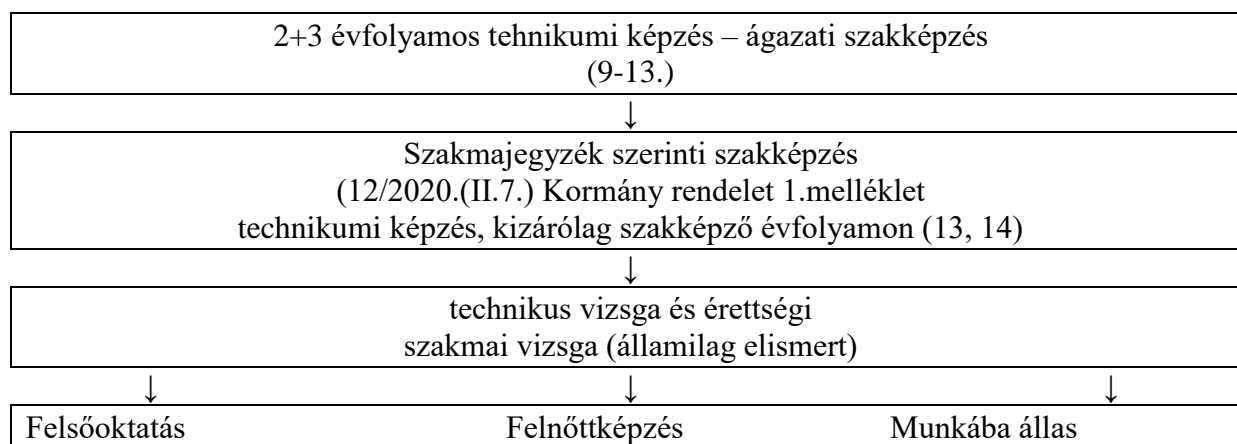 2+3 évfolyamos tehnikumi képzés – ágazati szakképzés
(9-13.)
↓
Szakmajegyzék szerinti szakképzés
(12/2020.(II.7.) Kormány rendelet 1.melléklet
technikumi képzés, kizárólag szakképző évfolyamon (13, 14)
↓
technikus vizsga és érettségi
szakmai vizsga (államilag elismert)
↓ ↓ ↓
Felsőoktatás Felnőttképzés Munkába állas